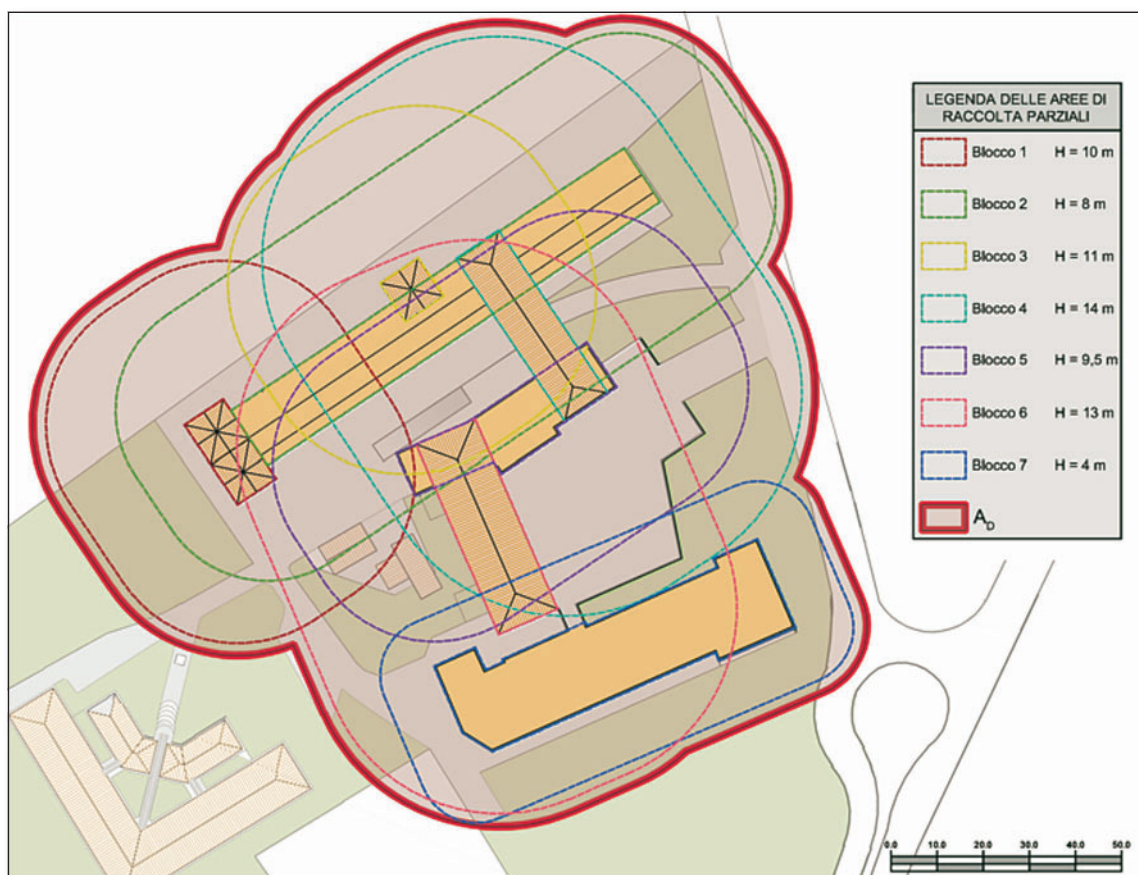 LEGENDA DELLE AREE DI
RACCOLTA PARZIALI
Blocco 1 H = 10 m
Blocco 2 H = 8 m
Blocco 3 H = 11 m
Blocco 4 H = 14 m
Blocco 5 H = 9,5 m
Blocco 6 H = 13 m
Blocco 7 H = 4 m
AD
0.0 10.0 20.0 30.0 40.0 50.0